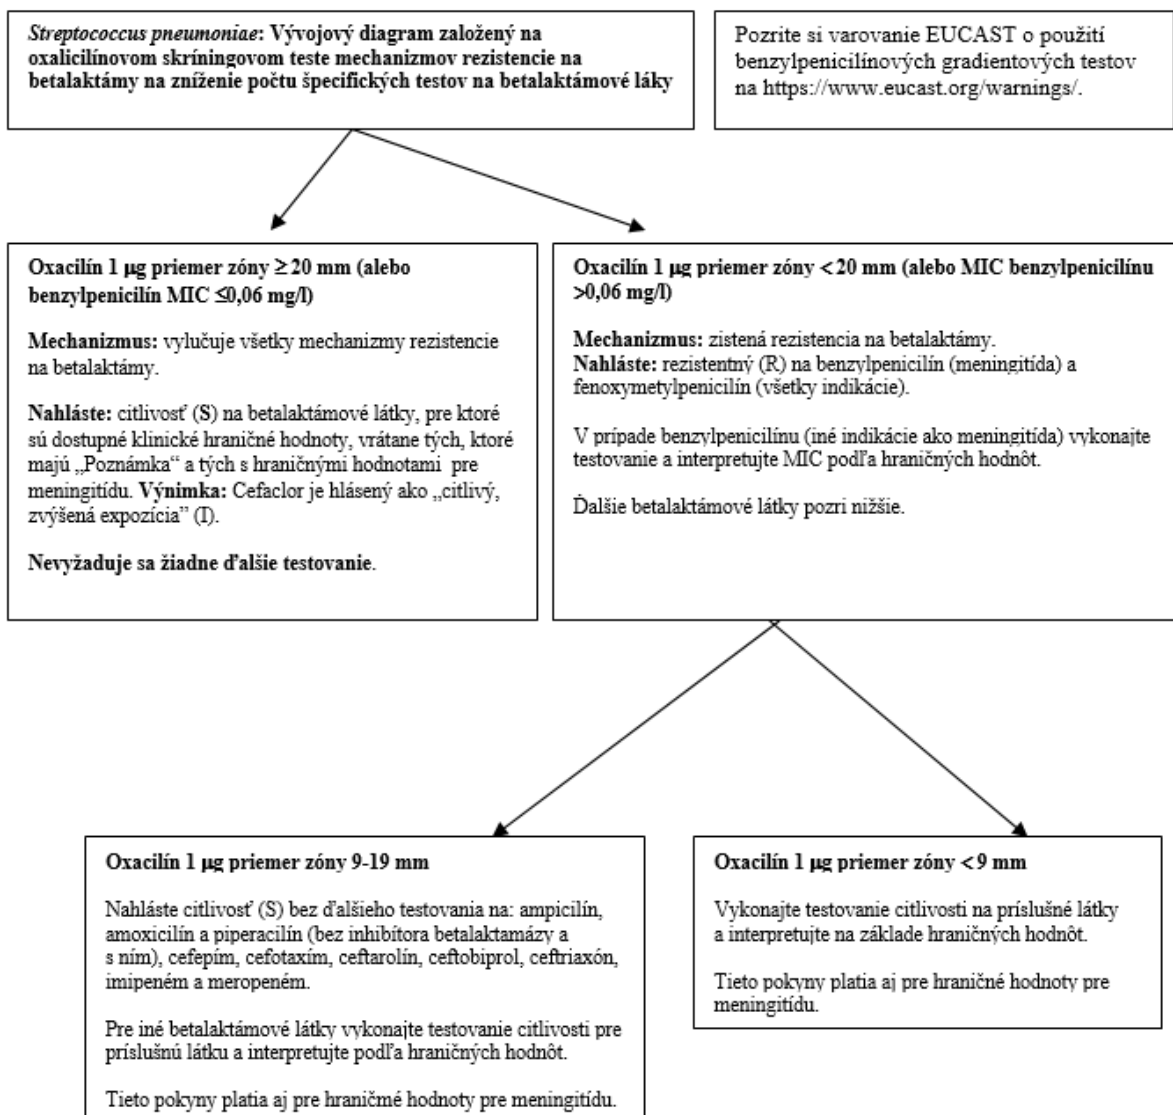 Streptococcus pneumoniae: Vývojový diagram založený na
oxalicilínovom skríningovom teste mechanizmov rezistencie na
betalaktámy na zníženie počtu špecifických testov na betalaktámové láky
Pozrite si varovanie EUCAST o použití
benzylpenicilínových gradientových testov
na https://www.eucast.org/warnings/.
Oxacilín 1 µg priemer zóny ≥ 20 mm (alebo
benzylpenicilín MIC ≤0,06 mg/l)
Mechanizmus: vylučuje všetky mechanizmy rezistencie
na betalaktámy.
Nahláste: citlivosť (S) na betalaktámové látky, pre ktoré
sú dostupné klinické hraničné hodnoty, vrátane tých, ktoré
majú „Poznámka“ a tých s hraničnými hodnotami pre
meningitídu. Výnimka: Cefaclor je hlásený ako „citlivý,
zvýšená expozícia” (I).
Nevyžaduje sa žiadne ďalšie testovanie.
Oxacilín 1 µg priemer zóny < 20 mm (alebo MIC benzylpenicilínu
>0,06 mg/l)
Mechanizmus: zistená rezistencia na betalaktámy.
Nahláste: rezistentný (R) na benzylpenicilín (meningitída) a
fenoxymetylpenicilín (všetky indikácie).
V prípade benzylpenicilínu (iné indikácie ako meningitída) vykonajte
testovanie a interpretujte MIC podľa hraničných hodnôt.
Ďalšie betalaktámové látky pozri nižšie.
Oxacilín 1 µg priemer zóny 9-19 mm
Nahláste citlivosť (S) bez ďalšieho testovania na: ampicilín,
amoxicilín a piperacilín (bez inhibítora betalaktamázy a
s ním), cefepím, cefotaxím, ceftarolín, ceftobiprol, ceftriaxón,
imipeném a meropeném.
Pre iné betalaktámové látky vykonajte testovanie citlivosti pre
príslušnú látku a interpretujte podľa hraničných hodnôt.
Tieto pokyny platia aj pre hraničmé hodnoty pre meningitídu.
Oxacilín 1 µg priemer zóny < 9 mm
Vykonajte testovanie citlivosti na príslušné látky
a interpretujte na základe hraničných hodnôt.
Tieto pokyny platia aj pre hraničné hodnoty pre
meningitídu.